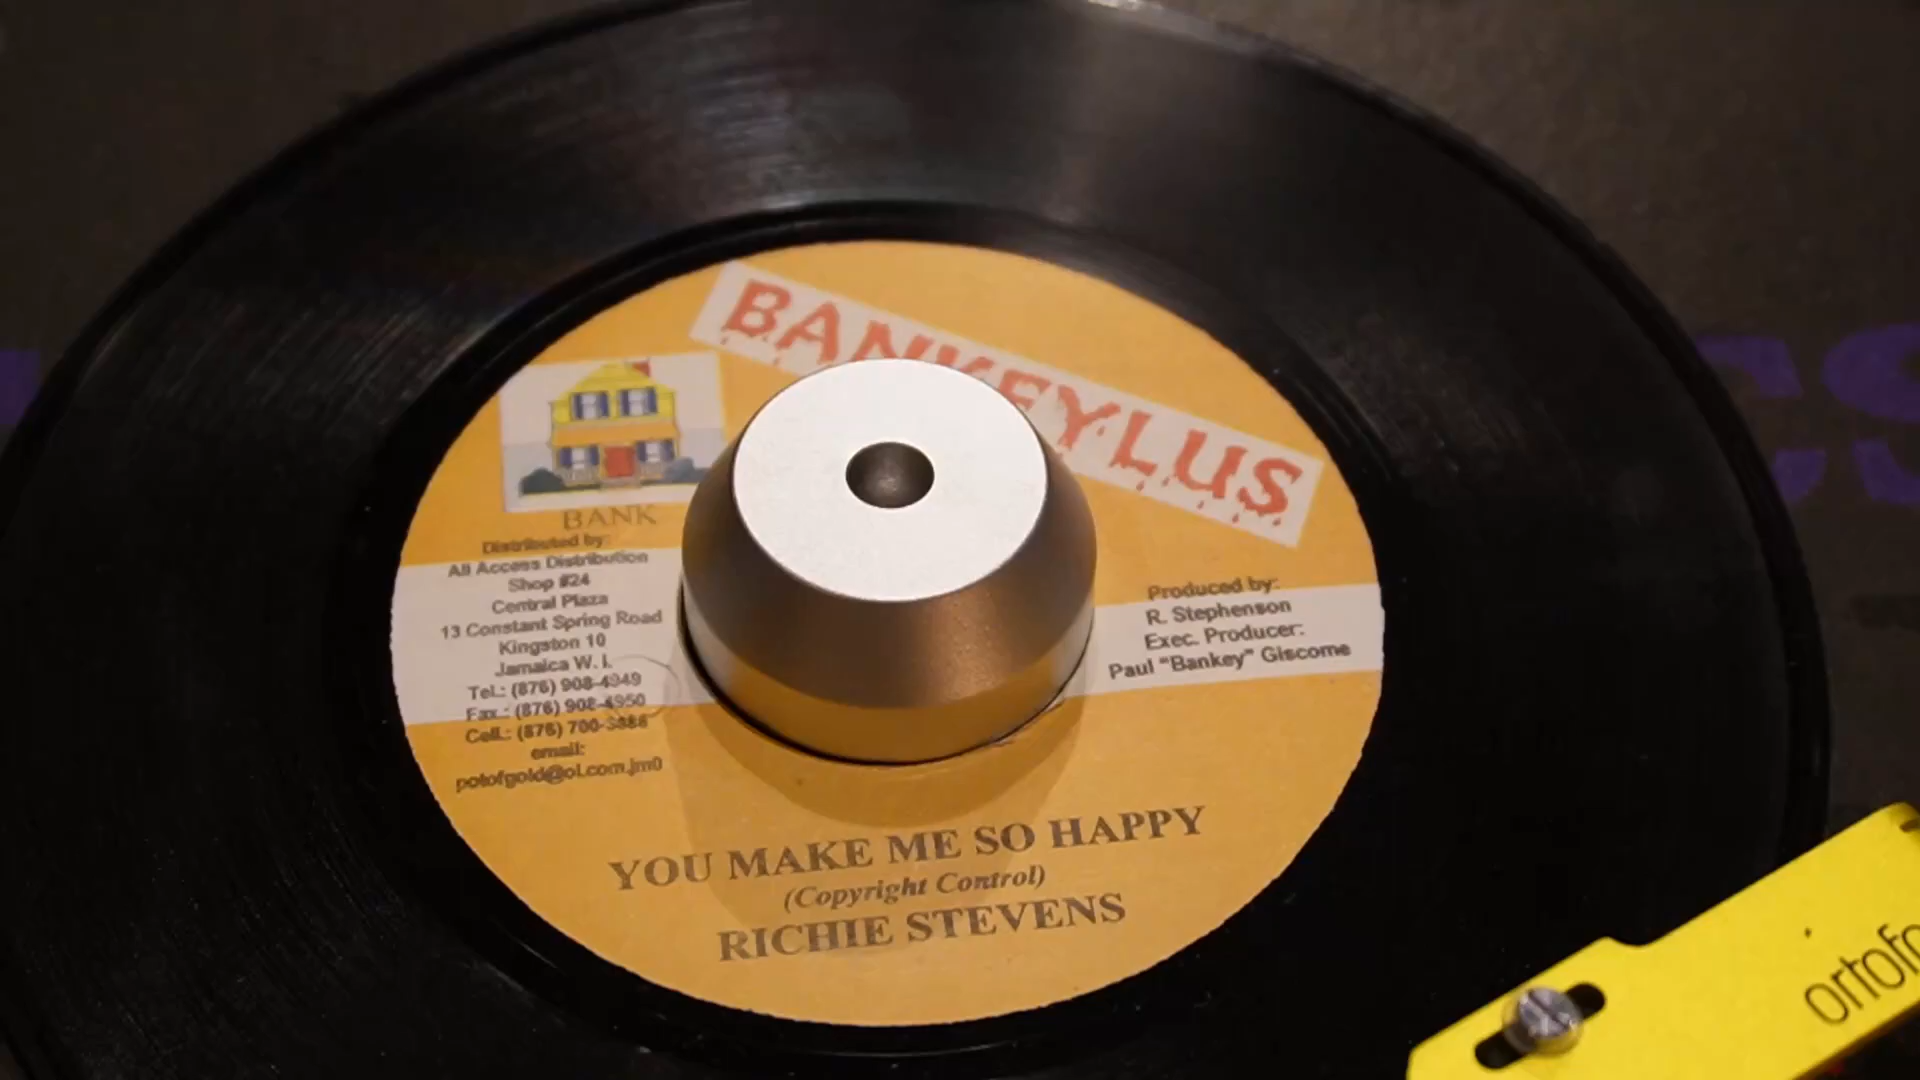 BANKEYLUS
BANK
Distributed by:
All Access Distribution
Shop #24
Central Plaza
13 Constant Spring Road
Kingston 10
Jamaica W. I.
Tel.: (876) 908-4949
Fax.: (876) 908-4950
Cell.: (876) 700-3888
email:
potofgold@ol.com.jm0
Produced by:
R. Stephenson
Exec. Producer:
Paul "Bankey" Giscome
YOU MAKE ME SO HAPPY
(Copyright Control)
RICHIE STEVENS
ortofo